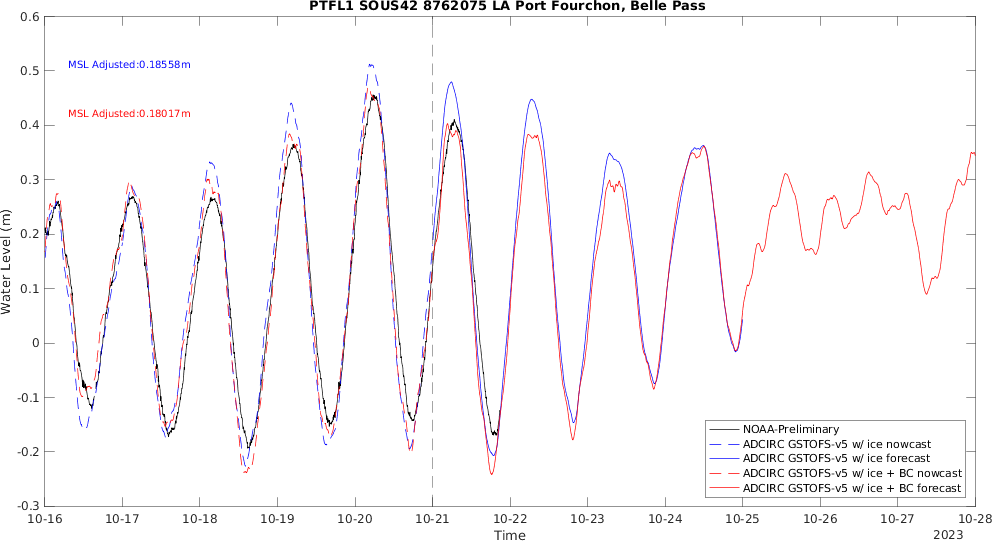 PTFL1 SOUS42 8762075 LA Port Fourchon, Belle Pass
0.6
0.5
0.4
0.3
0.2
0.1
0
-0.1
-0.2
-0.3
Water Level (m)
MSL Adjusted:0.18558m
MSL Adjusted:0.18017m
NOAA-Preliminary
ADCIRC GSTOFS-v5 w/ ice nowcast
ADCIRC GSTOFS-v5 w/ ice forecast
ADCIRC GSTOFS-v5 w/ ice + BC nowcast
ADCIRC GSTOFS-v5 w/ ice + BC forecast
10-16 10-17 10-18 10-19 10-20 10-21 10-22 10-23 10-24 10-25 10-26 10-27 10-28
Time
2023